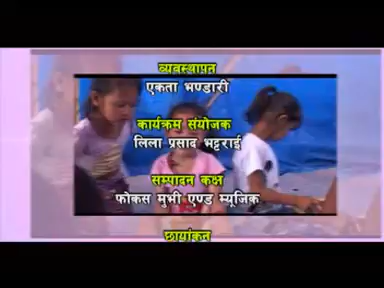 व्यवस्थापन
एकता भण्डारी
कार्यक्रम संयोजक
लिला प्रसाद भट्टराई
सम्पादन कक्ष
फोकस मुभी एण्ड म्यूजिक
छायांकन